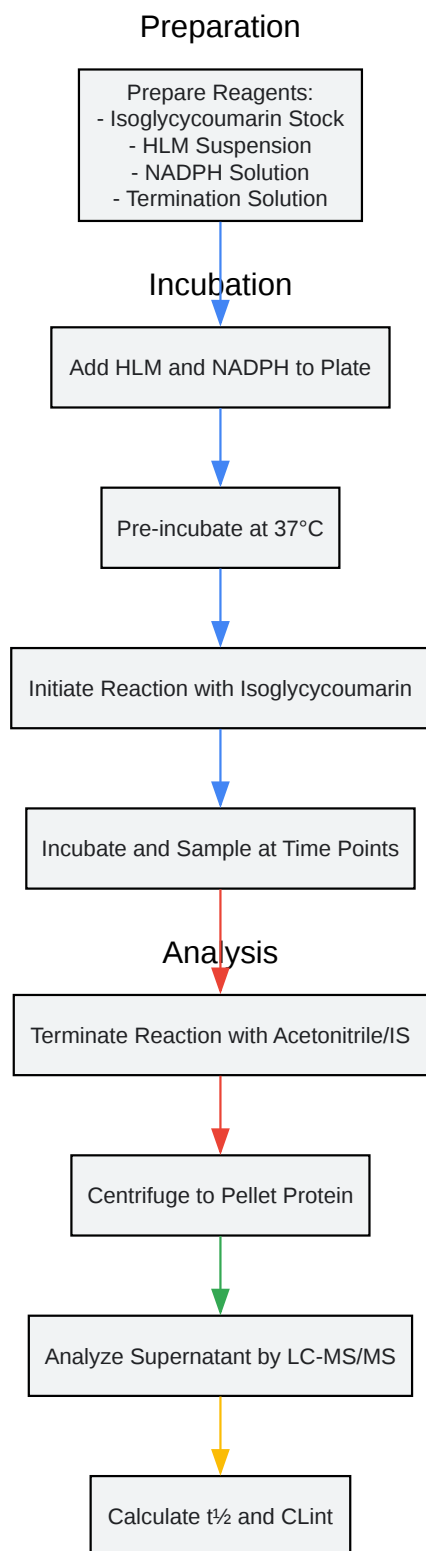 Preparation
Prepare Reagents:
- Isoglycycoumarin Stock
- HLM Suspension
- NADPH Solution
- Termination Solution
Incubation
Add HLM and NADPH to Plate
Pre-incubate at 37°C
Initiate Reaction with Isoglycycoumarin
Incubate and Sample at Time Points
Analysis
Terminate Reaction with Acetonitrile/IS
Centrifuge to Pellet Protein
Analyze Supernatant by LC-MS/MS
Calculate t½ and CLint